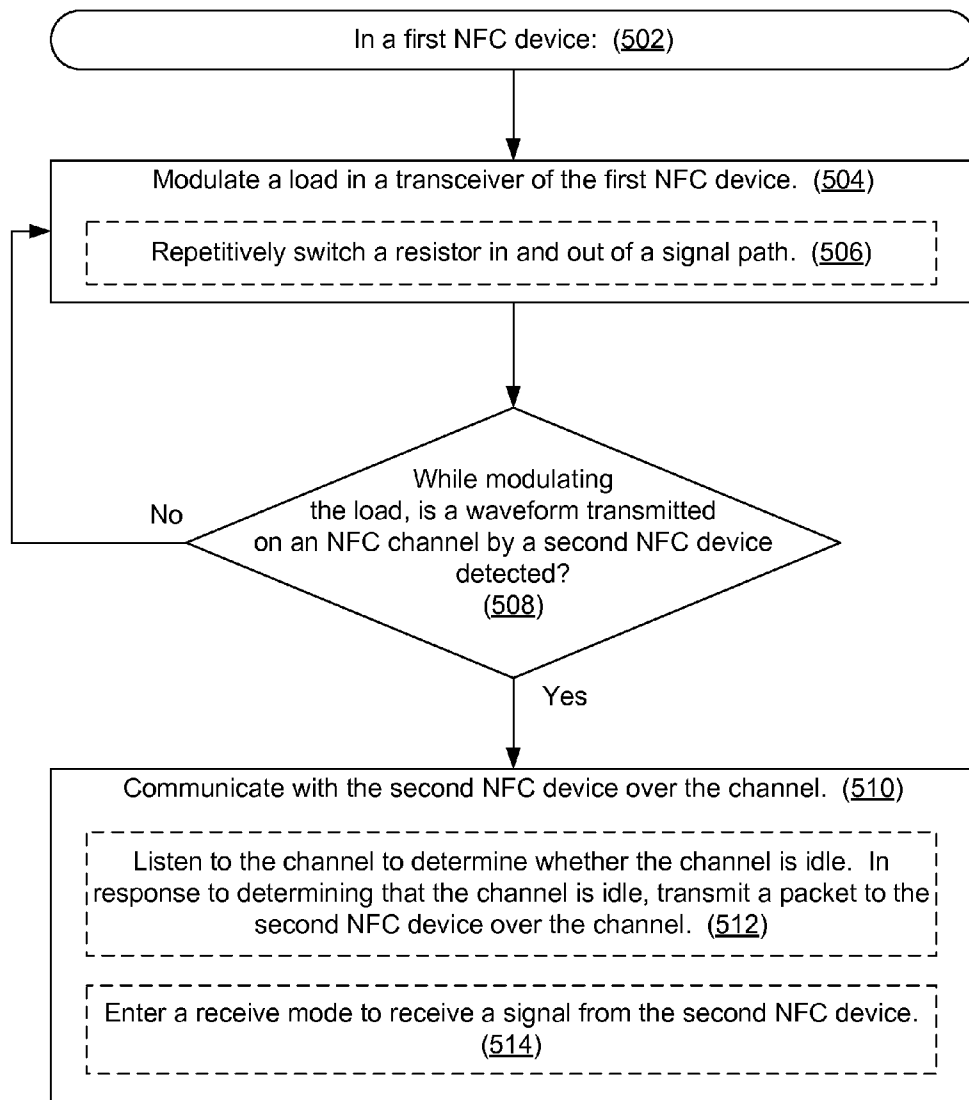 In a first NFC device: (502)
Modulate a load in a transceiver of the first NFC device. (504)
Repetitively switch a resistor in and out of a signal path. (506)
While modulating
the load, is a waveform transmitted
on an NFC channel by a second NFC device
detected?
(508)
No
Yes
Communicate with the second NFC device over the channel. (510)
Listen to the channel to determine whether the channel is idle. In
response to determining that the channel is idle, transmit a packet to the
second NFC device over the channel. (512)
Enter a receive mode to receive a signal from the second NFC device.
(514)